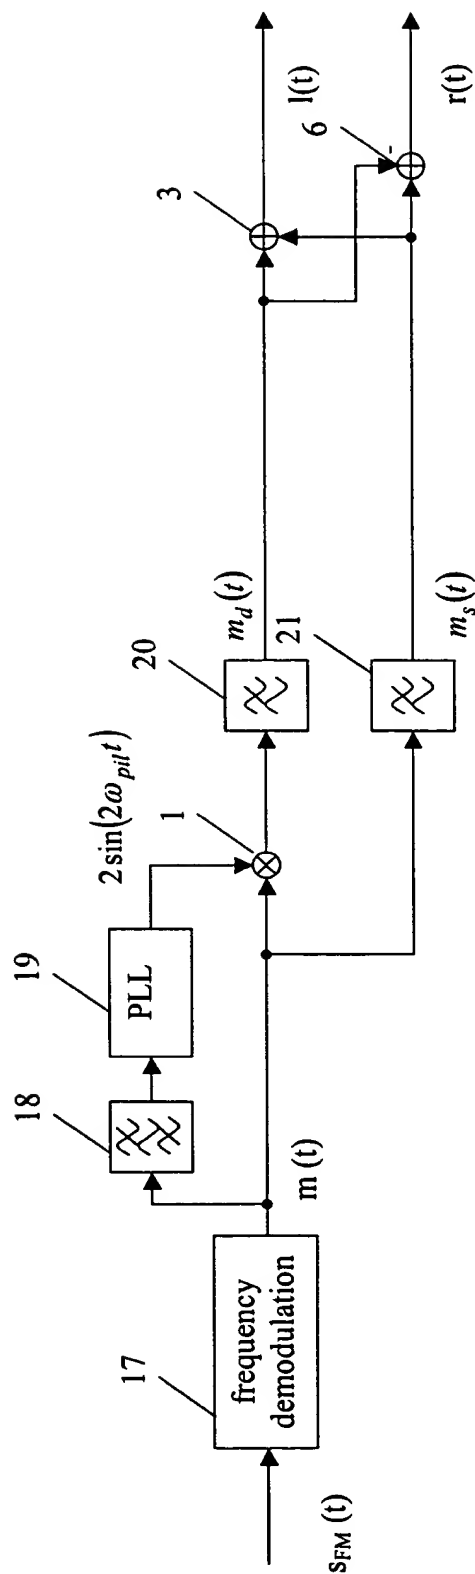 s_FM (t)
17
frequency
demodulation
m (t)
18
19
PLL
2 sin(2ω_pil t)
1
20
m_d (t)
21
m_s (t)
3
6
-
l(t)
r(t)